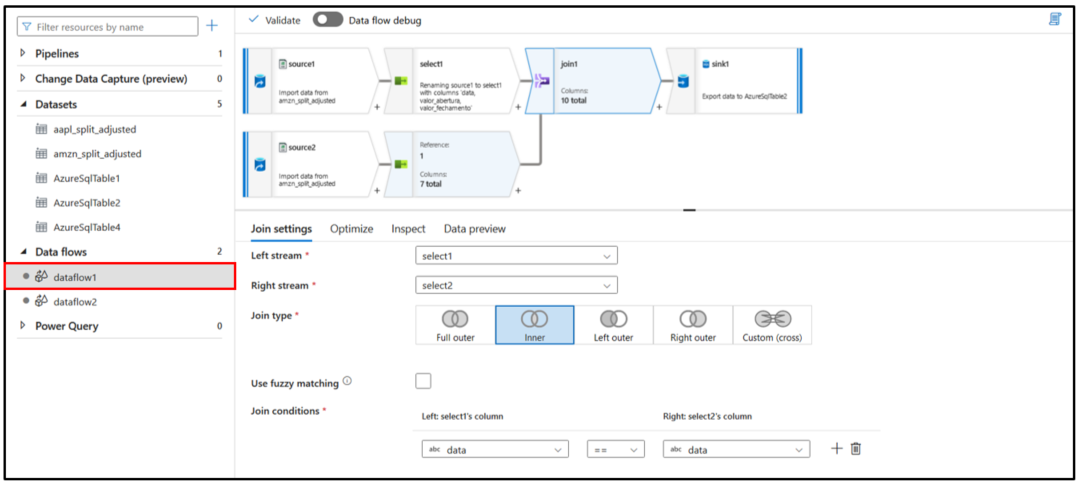 Filter resources by name
Validate
Data flow debug
Pipelines 1
Change Data Capture (preview) 0
Datasets 5
aapl_split_adjusted
amzn_split_adjusted
AzureSqlTable1
AzureSqlTable2
AzureSqlTable4
Data flows 2
dataflow1
dataflow2
Power Query 0
source1
Import data from
amzn_split_adjusted
+
select1
Renaming source1 to select1
with columns 'data,
valor_abertura,
valor_fechamento'
+
join1
Columns:
10 total
+
sink1
Export data to AzureSqlTable2
source2
Import data from
amzn_split_adjusted
+
Reference:
1
Columns:
7 total
+
Join settings Optimize Inspect Data preview
Left stream * select1
Right stream * select2
Join type *
Full outer Inner Left outer Right outer Custom (cross)
Use fuzzy matching
Join conditions *
Left: select1's column Right: select2's column
abc data == abc data